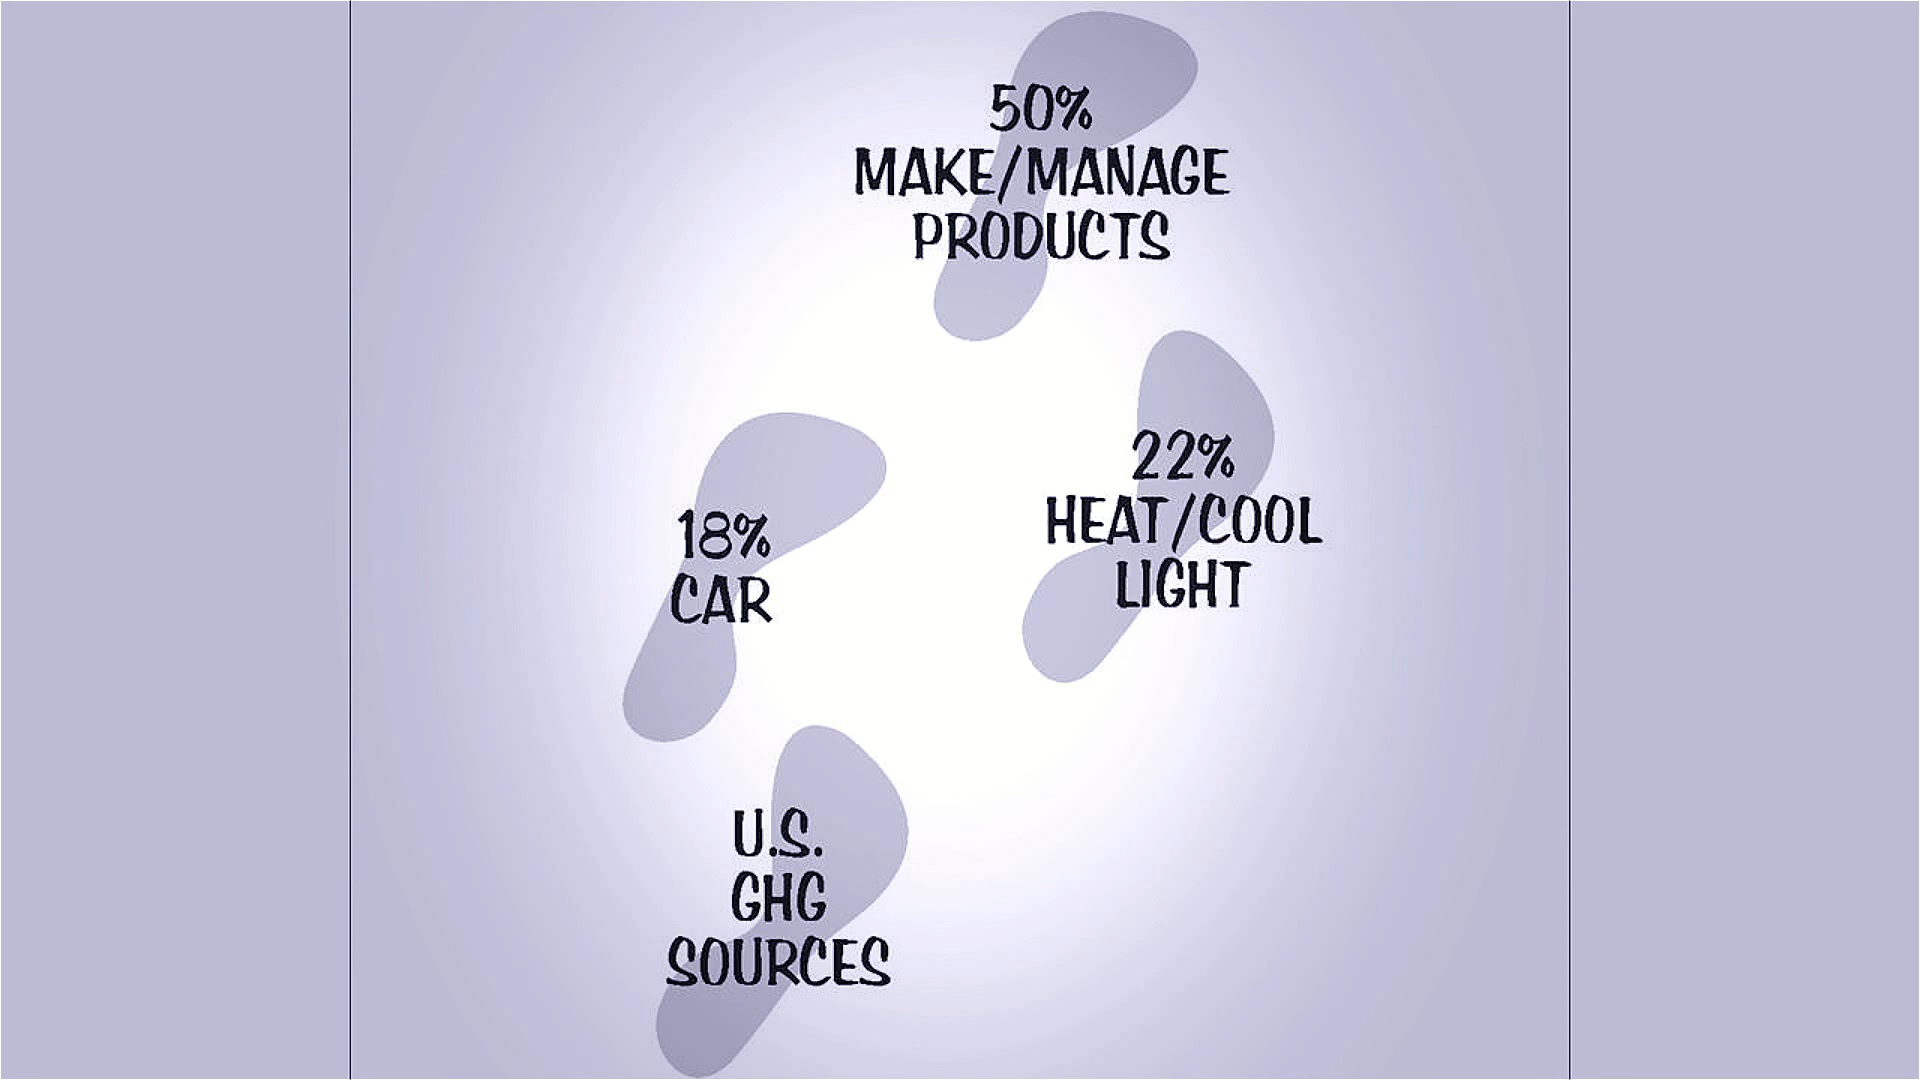 50%
MAKE/MANAGE
PRODUCTS
22%
HEAT/COOL
LIGHT
18%
CAR
U.S.
GHG
SOURCES